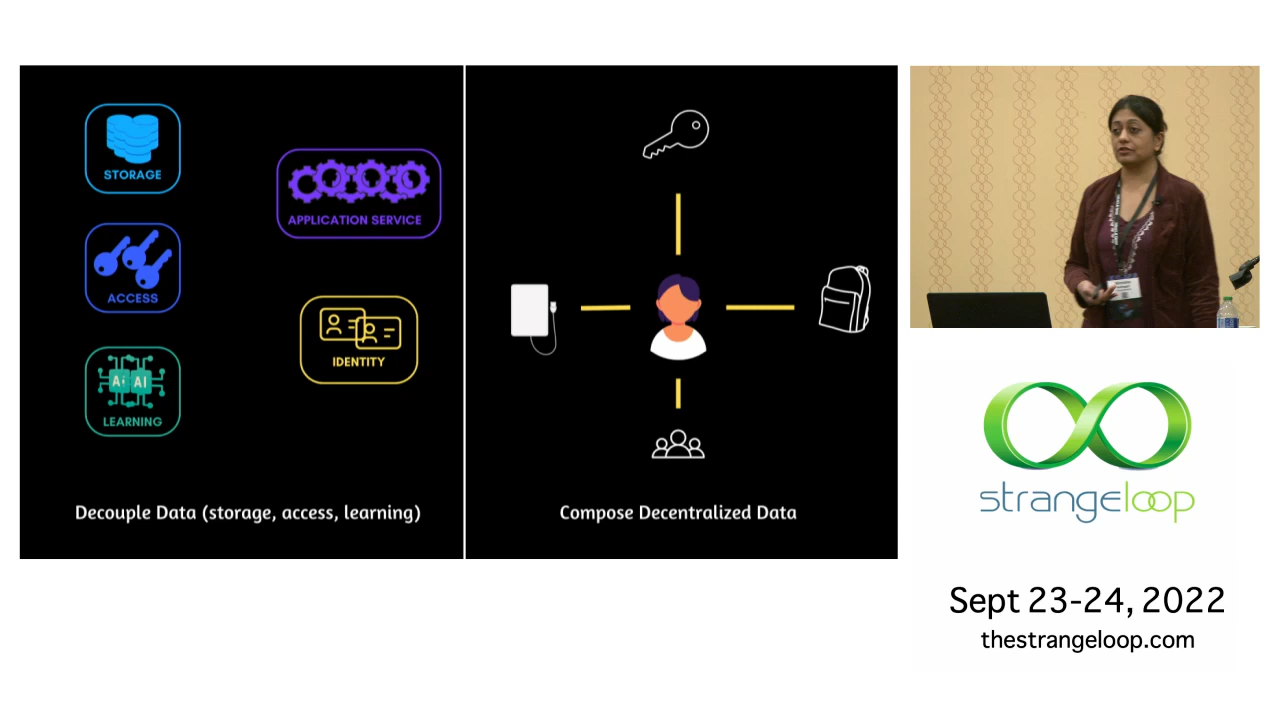 STORAGE
APPLICATION SERVICE
ACCESS
IDENTITY
Ai AI
LEARNING
Decouple Data (storage, access, learning)
Compose Decentralized Data
strangeloop
Sept 23-24, 2022
thestrangeloop.com